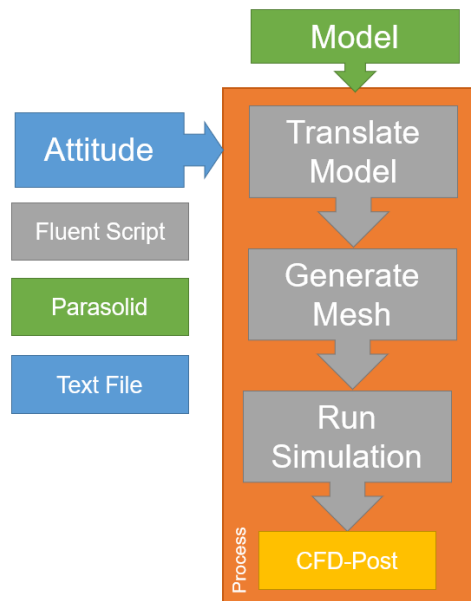 Model
Attitude
Translate
Model
Fluent Script
Generate
Mesh
Parasolid
Text File
Run
Simulation
CFD-Post
Process